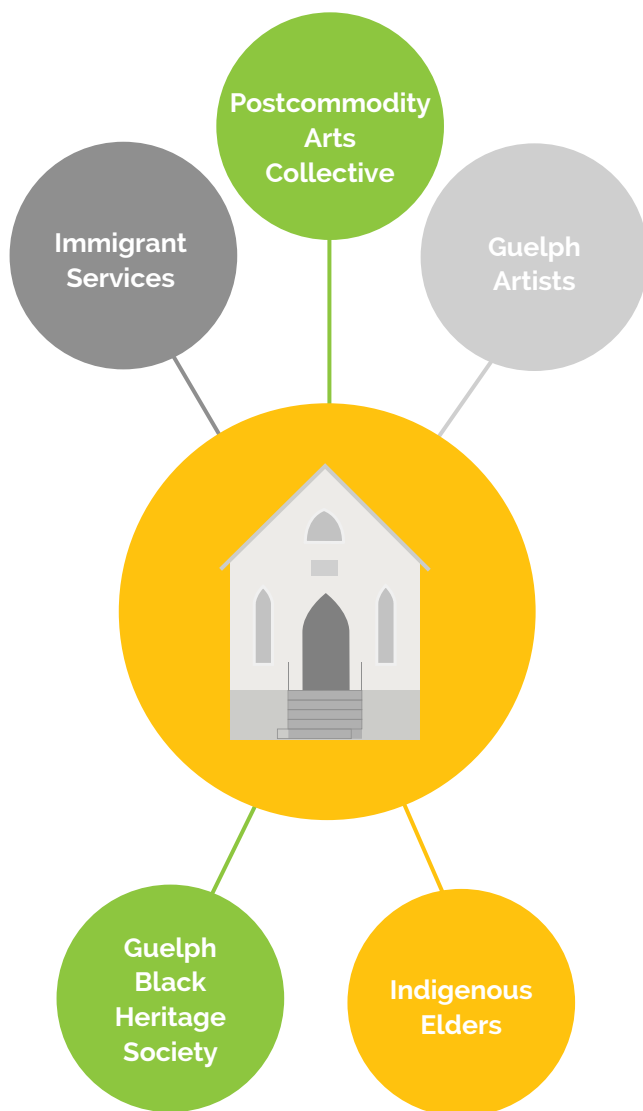 Postcommodity
Arts
Collective
Immigrant
Services
Guelph
Artists
Guelph
Black
Heritage
Society
Indigenous
Elders